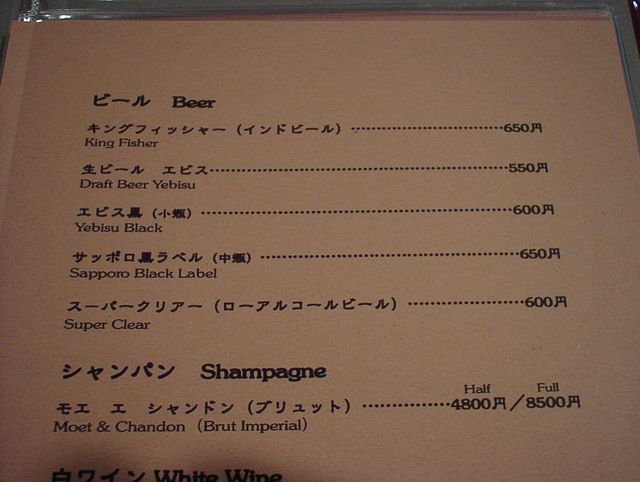 ビール Beer
キングフィッシャー（インドビール）……………………650円
King Fisher
生ビール エビス……………………………………550円
Draft Beer Yebisu
エビス黒（小瓶）……………………………………600円
Yebisu Black
サッポロ黒ラベル（中瓶）…………………………………650円
Sapporo Black Label
スーパークリアー（ローアルコールビール）………………600円
Super Clear
シャンパン Shampagne
Half Full
モエ エ シャンドン（ブリュット）……………4800円／8500円
Moet & Chandon（Brut Imperial）
白ワイン White Wine